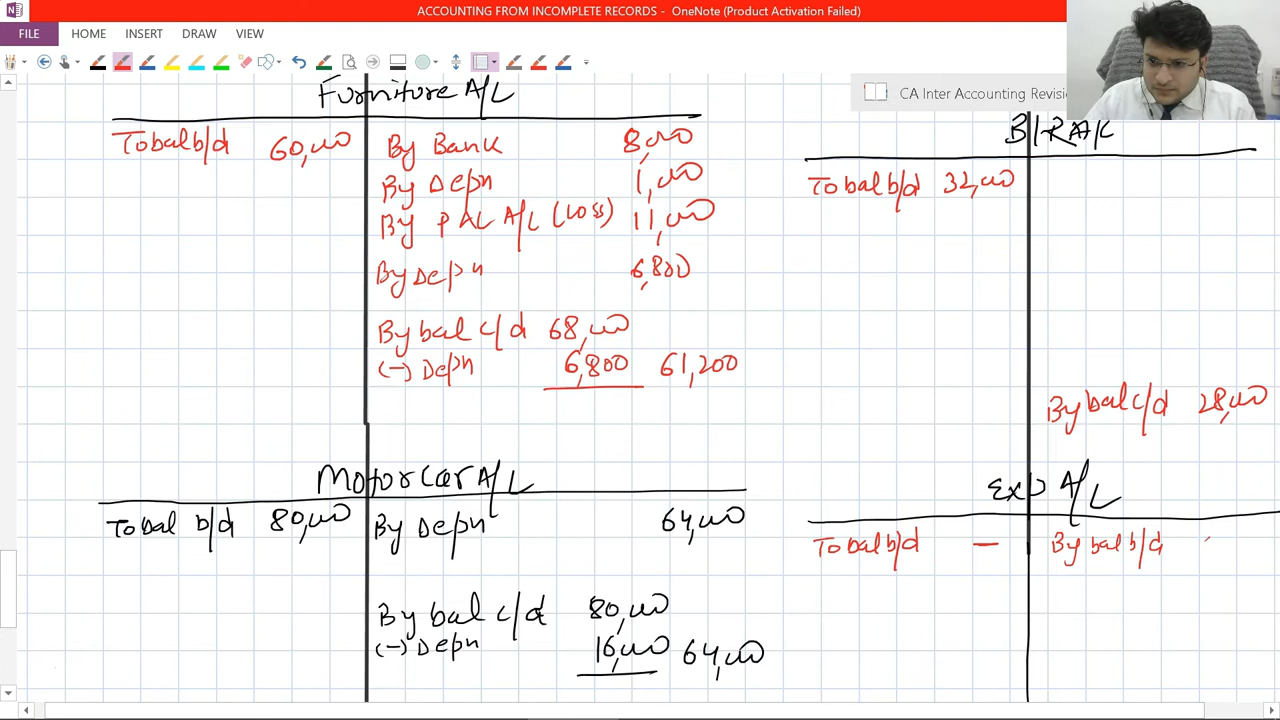 ACCOUNTING FROM INCOMPLETE RECORDS - OneNote (Product Activation Failed)
FILE HOME INSERT DRAW VIEW
CA Inter Accounting Revisi
Furniture A/L
To bal b/d 60,000 By Bank 8,000
By Depn 1,000
By P&L A/L (Loss) 11,000
By Depn 6,800
By bal c/d 68,000
(-) Depn 6,800 61,200
Motor Car A/L
To bal b/d 80,000 By Depn 64,000
By bal c/d 80,000
(-) Depn 16,000 64,000
B/R A/L
To bal b/d 32,000
By bal c/d 28,000
Exp A/L
To bal b/d — By bal b/d